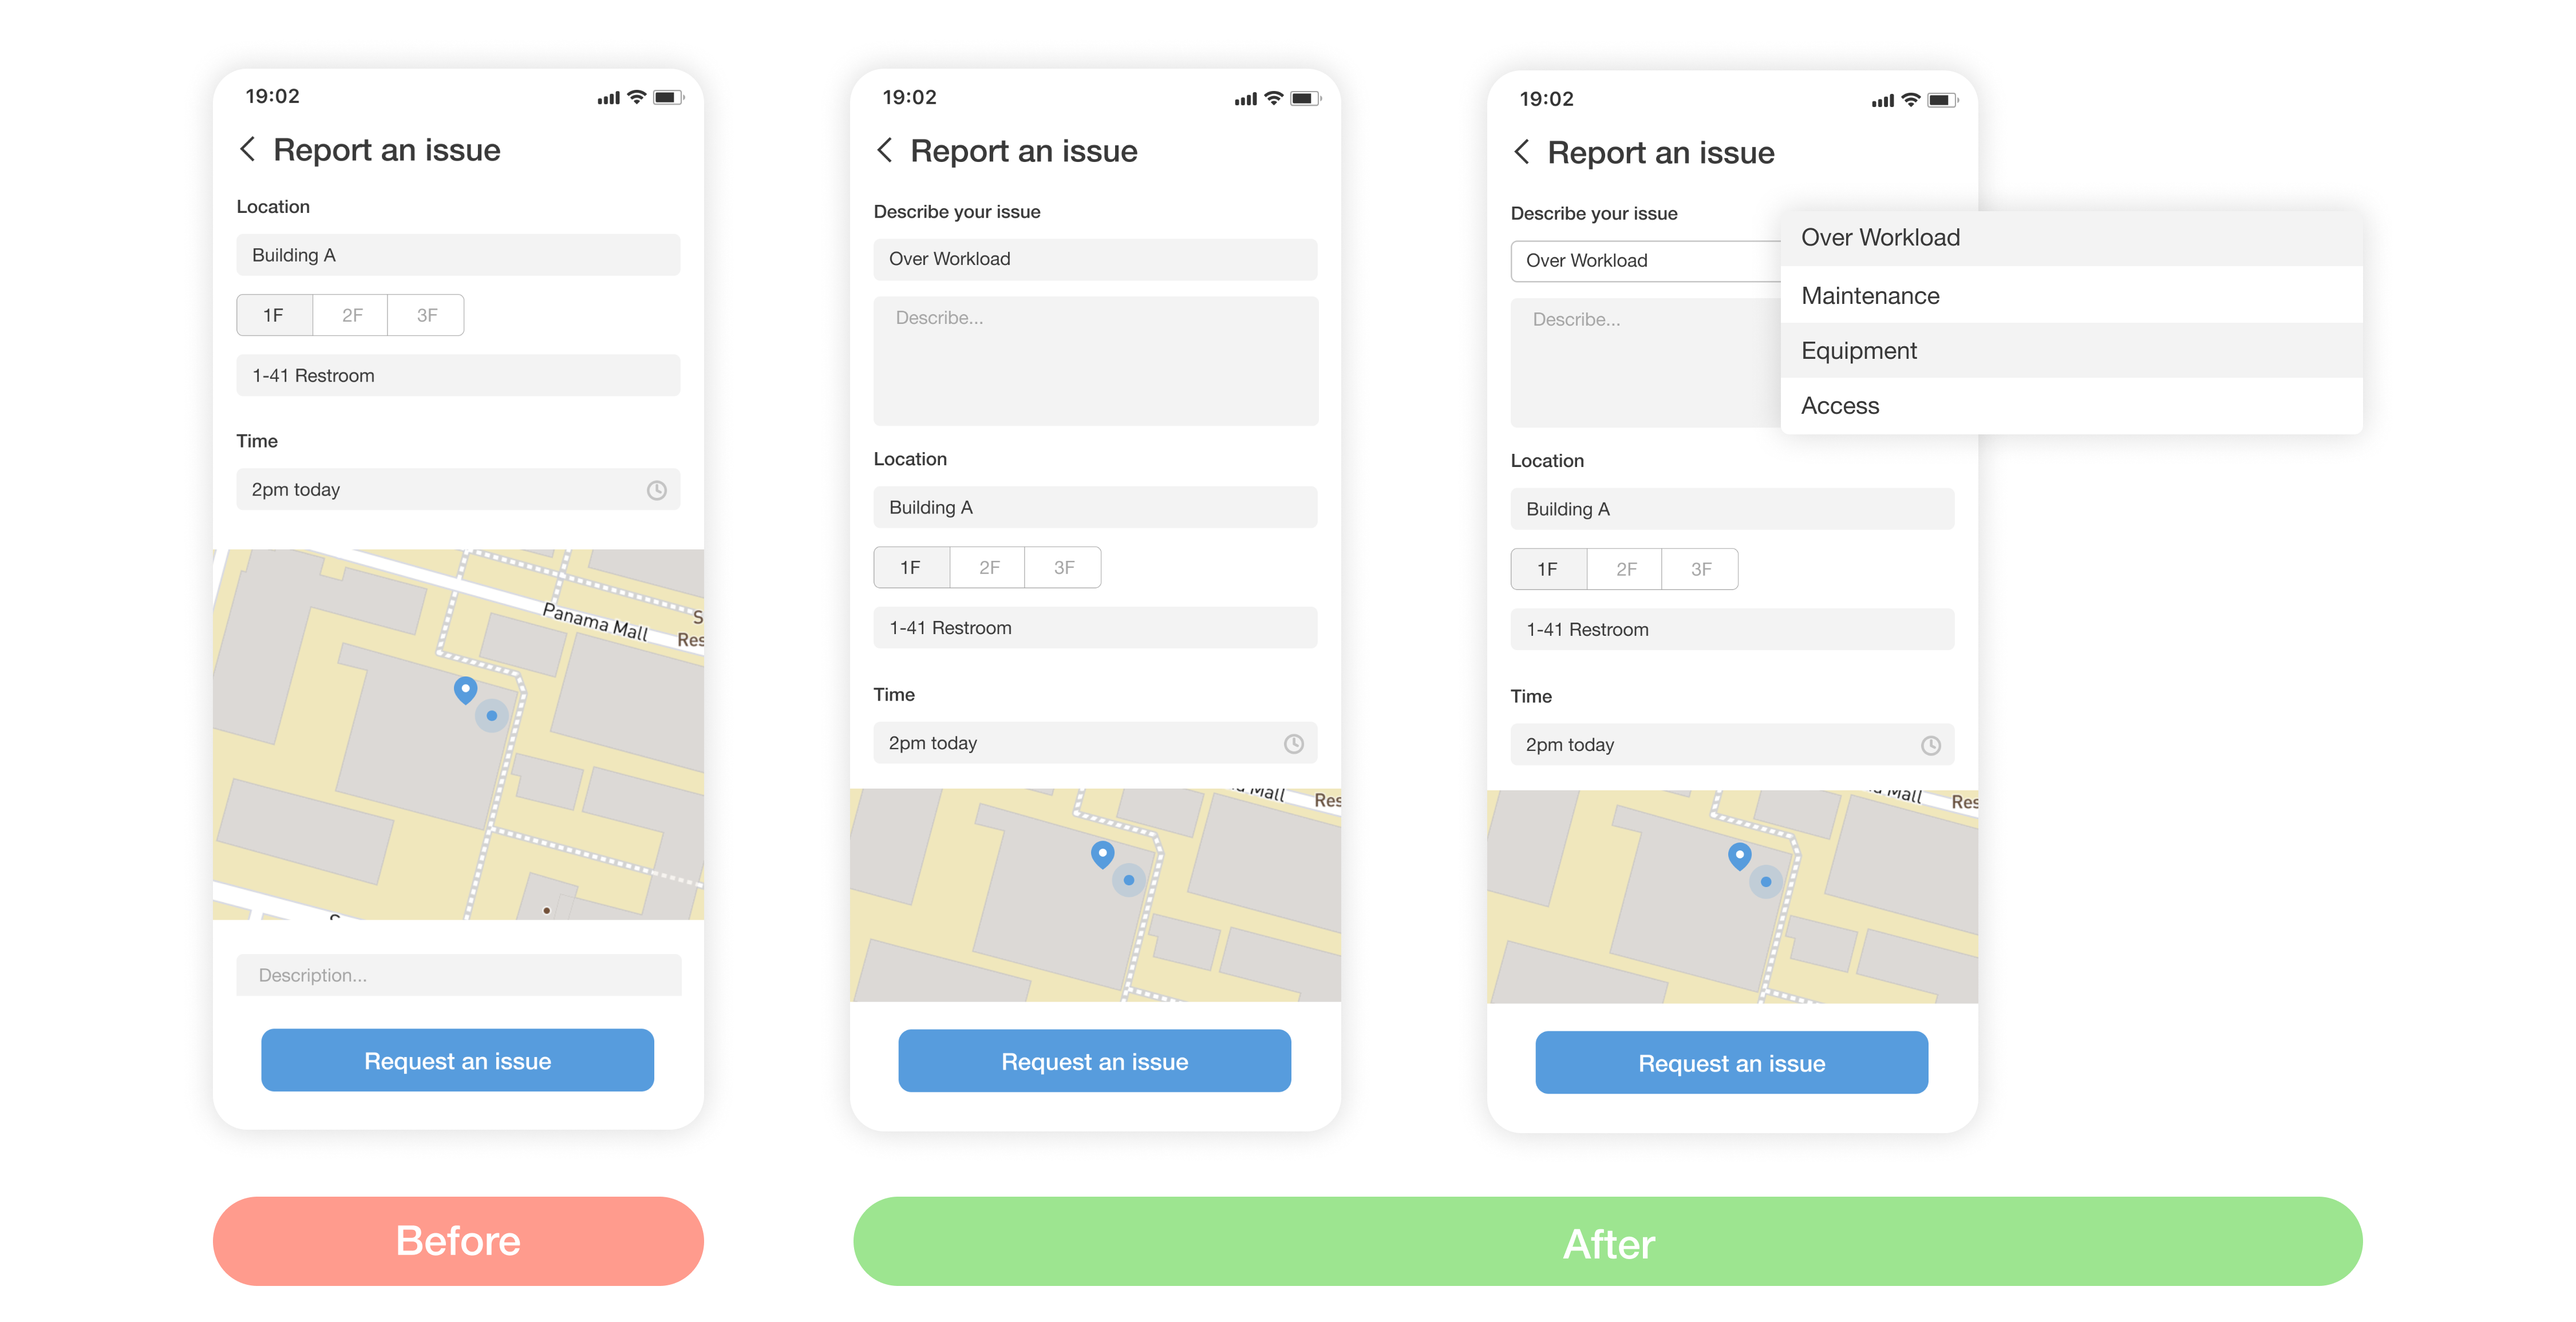 19:02
Report an issue
Location
Building A
1F 2F 3F
1-41 Restroom
Time
2pm today
Panama Mall
S
Res
S
Description...
Request an issue
Before
19:02
Report an issue
Describe your issue
Over Workload
Describe...
Location
Building A
1F 2F 3F
1-41 Restroom
Time
2pm today
Mall
Res
Request an issue
19:02
Report an issue
Describe your issue
Over Workload
Describe...
Over Workload
Maintenance
Equipment
Access
Location
Building A
1F 2F 3F
1-41 Restroom
Time
2pm today
Mall
Res
Request an issue
After